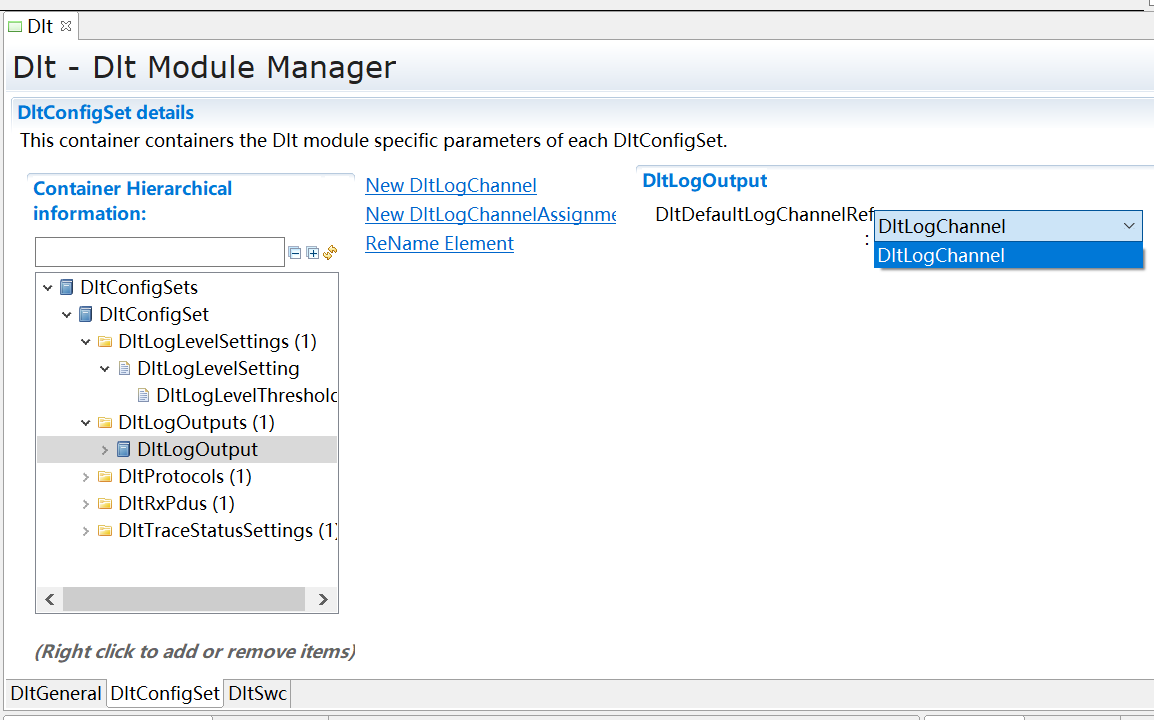 Dlt
Dlt - Dlt Module Manager
DltConfigSet details
This container containers the Dlt module specific parameters of each DltConfigSet.
Container Hierarchical
information:
New DltLogChannel
New DltLogChannelAssignme
ReName Element
DltLogOutput
DltDefaultLogChannelRef
:
DltLogChannel
DltLogChannel
DltConfigSets
DltConfigSet
DltLogLevelSettings (1)
DltLogLevelSetting
DltLogLevelThreshold
DltLogOutputs (1)
DltLogOutput
DltProtocols (1)
DltRxPdus (1)
DltTraceStatusSettings (1)
(Right click to add or remove items)
DltGeneral DltConfigSet DltSwc